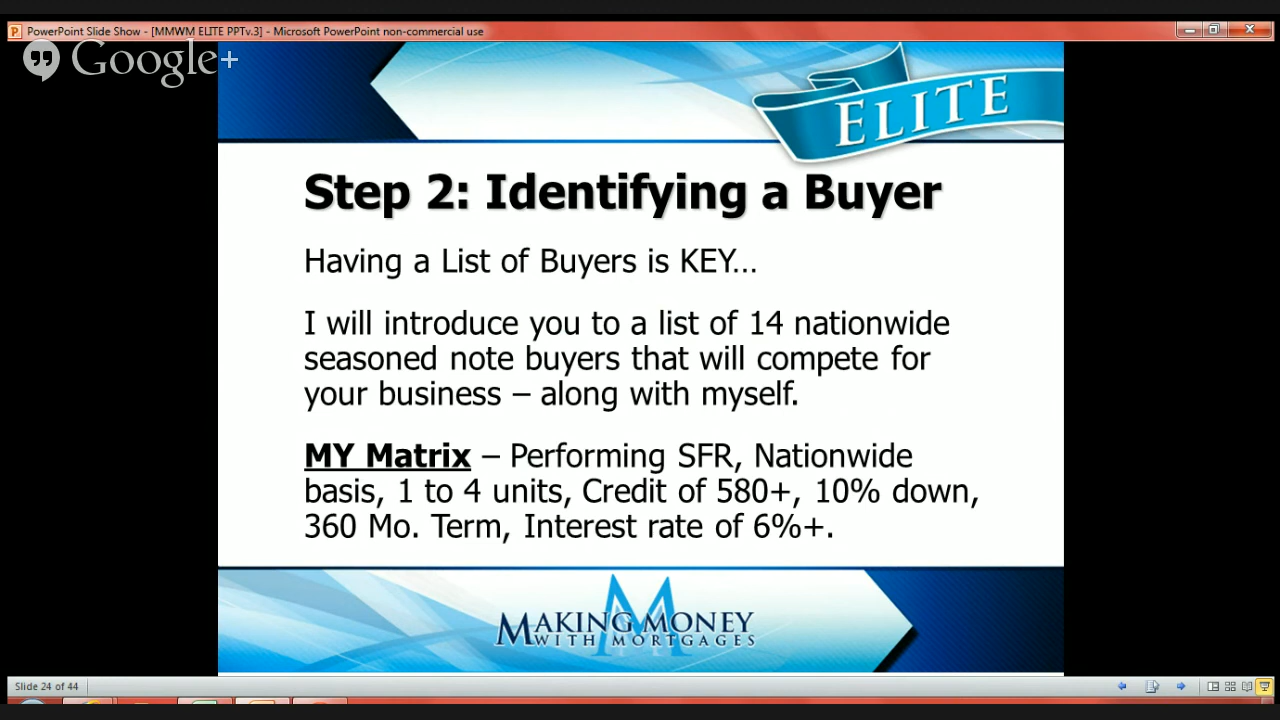 PowerPoint Slide Show - [MMWM ELITE PPTv.3] - Microsoft PowerPoint non-commercial use
Google+
ELITE
Step 2: Identifying a Buyer
Having a List of Buyers is KEY…
I will introduce you to a list of 14 nationwide
seasoned note buyers that will compete for
your business – along with myself.
MY Matrix – Performing SFR, Nationwide
basis, 1 to 4 units, Credit of 580+, 10% down,
360 Mo. Term, Interest rate of 6%+.
M
MAKING MONEY
WITH MORTGAGES
Slide 24 of 44